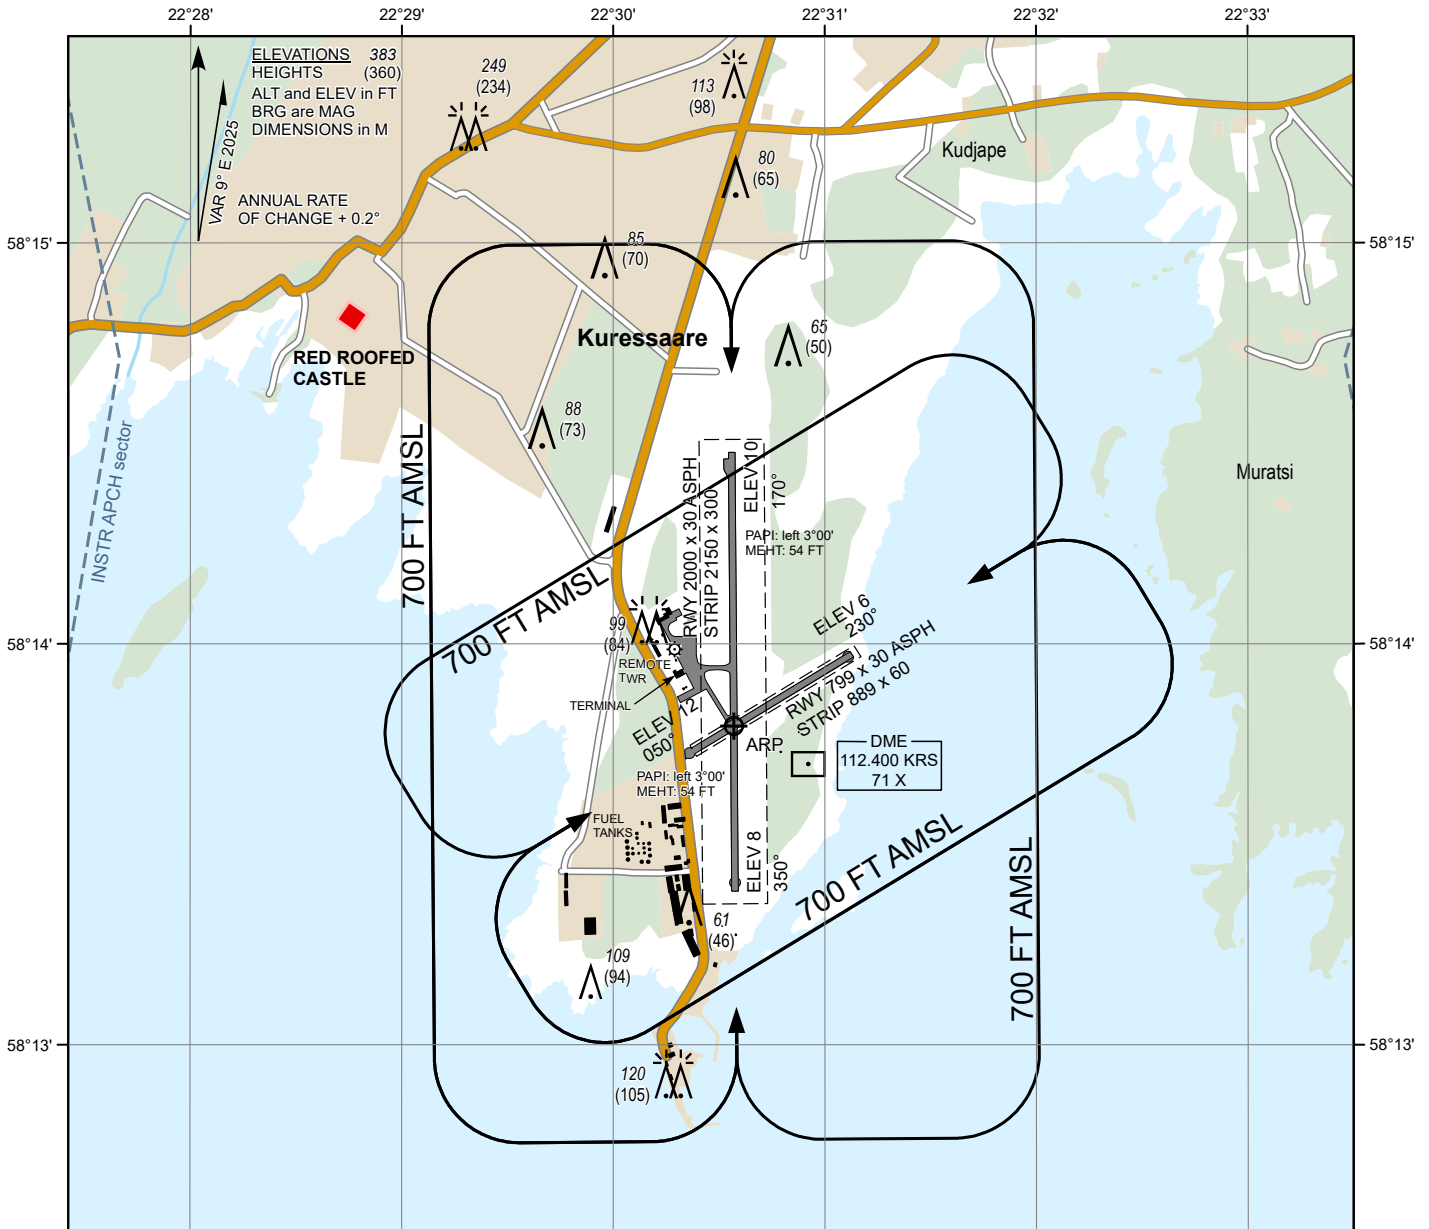 22°28' 22°29' 22°30' 22°31' 22°32' 22°33'
ELEVATIONS 383
HEIGHTS (360)
ALT and ELEV in FT
BRG are MAG
DIMENSIONS in M
VAR 9° E 2025
ANNUAL RATE
OF CHANGE + 0.2°
249
(234)
113
(98)
80
(65)
Kudjape
58°15' 58°15'
85
(70)
Kuressaare
65
(50)
RED ROOFED
CASTLE
88
(73)
INSTR APCH sector
700 FT AMSL
RWY 2000 x 30 ASPH
STRIP 2150 x 300
ELEV 10
170°
Muratsi
PAPI: left 3°00'
MEHT: 54 FT
700 FT AMSL
99
(84)
ELEV 6
230°
58°14' 58°14'
REMOTE
TWR
TERMINAL
RWY 799 x 30 ASPH
STRIP 889 x 60
ELEV 12
050°
ARP
DME
112.400 KRS
71 X
PAPI: left 3°00'
MEHT: 54 FT
FUEL
TANKS
ELEV 8
350°
700 FT AMSL
700 FT AMSL
61
(46)
109
(94)
58°13' 58°13'
120
(105)